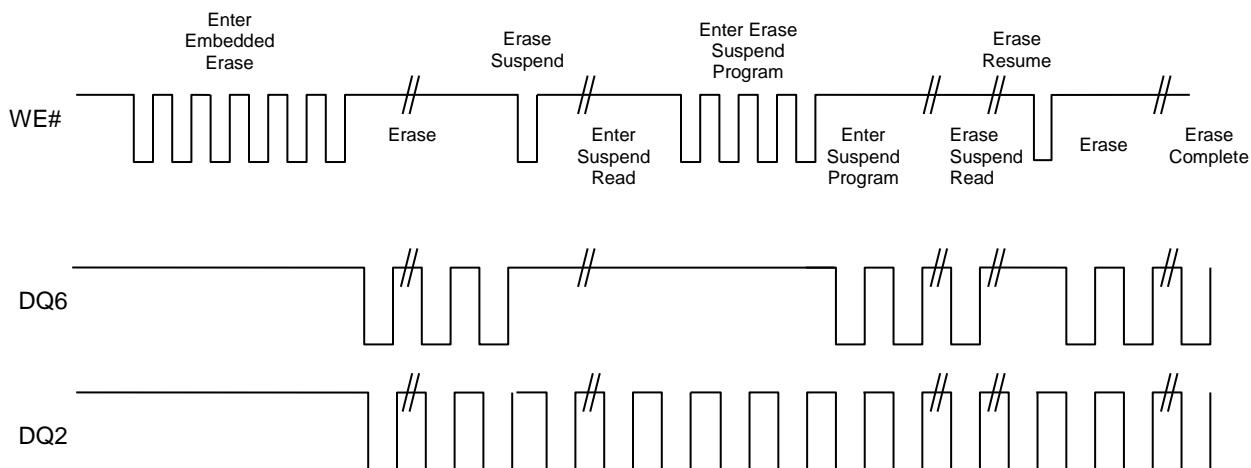 Enter
Embedded
Erase
Erase
Suspend
Enter Erase
Suspend
Program
Erase
Resume
WE#
Erase
Enter
Suspend
Read
Enter
Suspend
Program
Erase
Suspend
Read
Erase
Erase
Complete
DQ6
DQ2